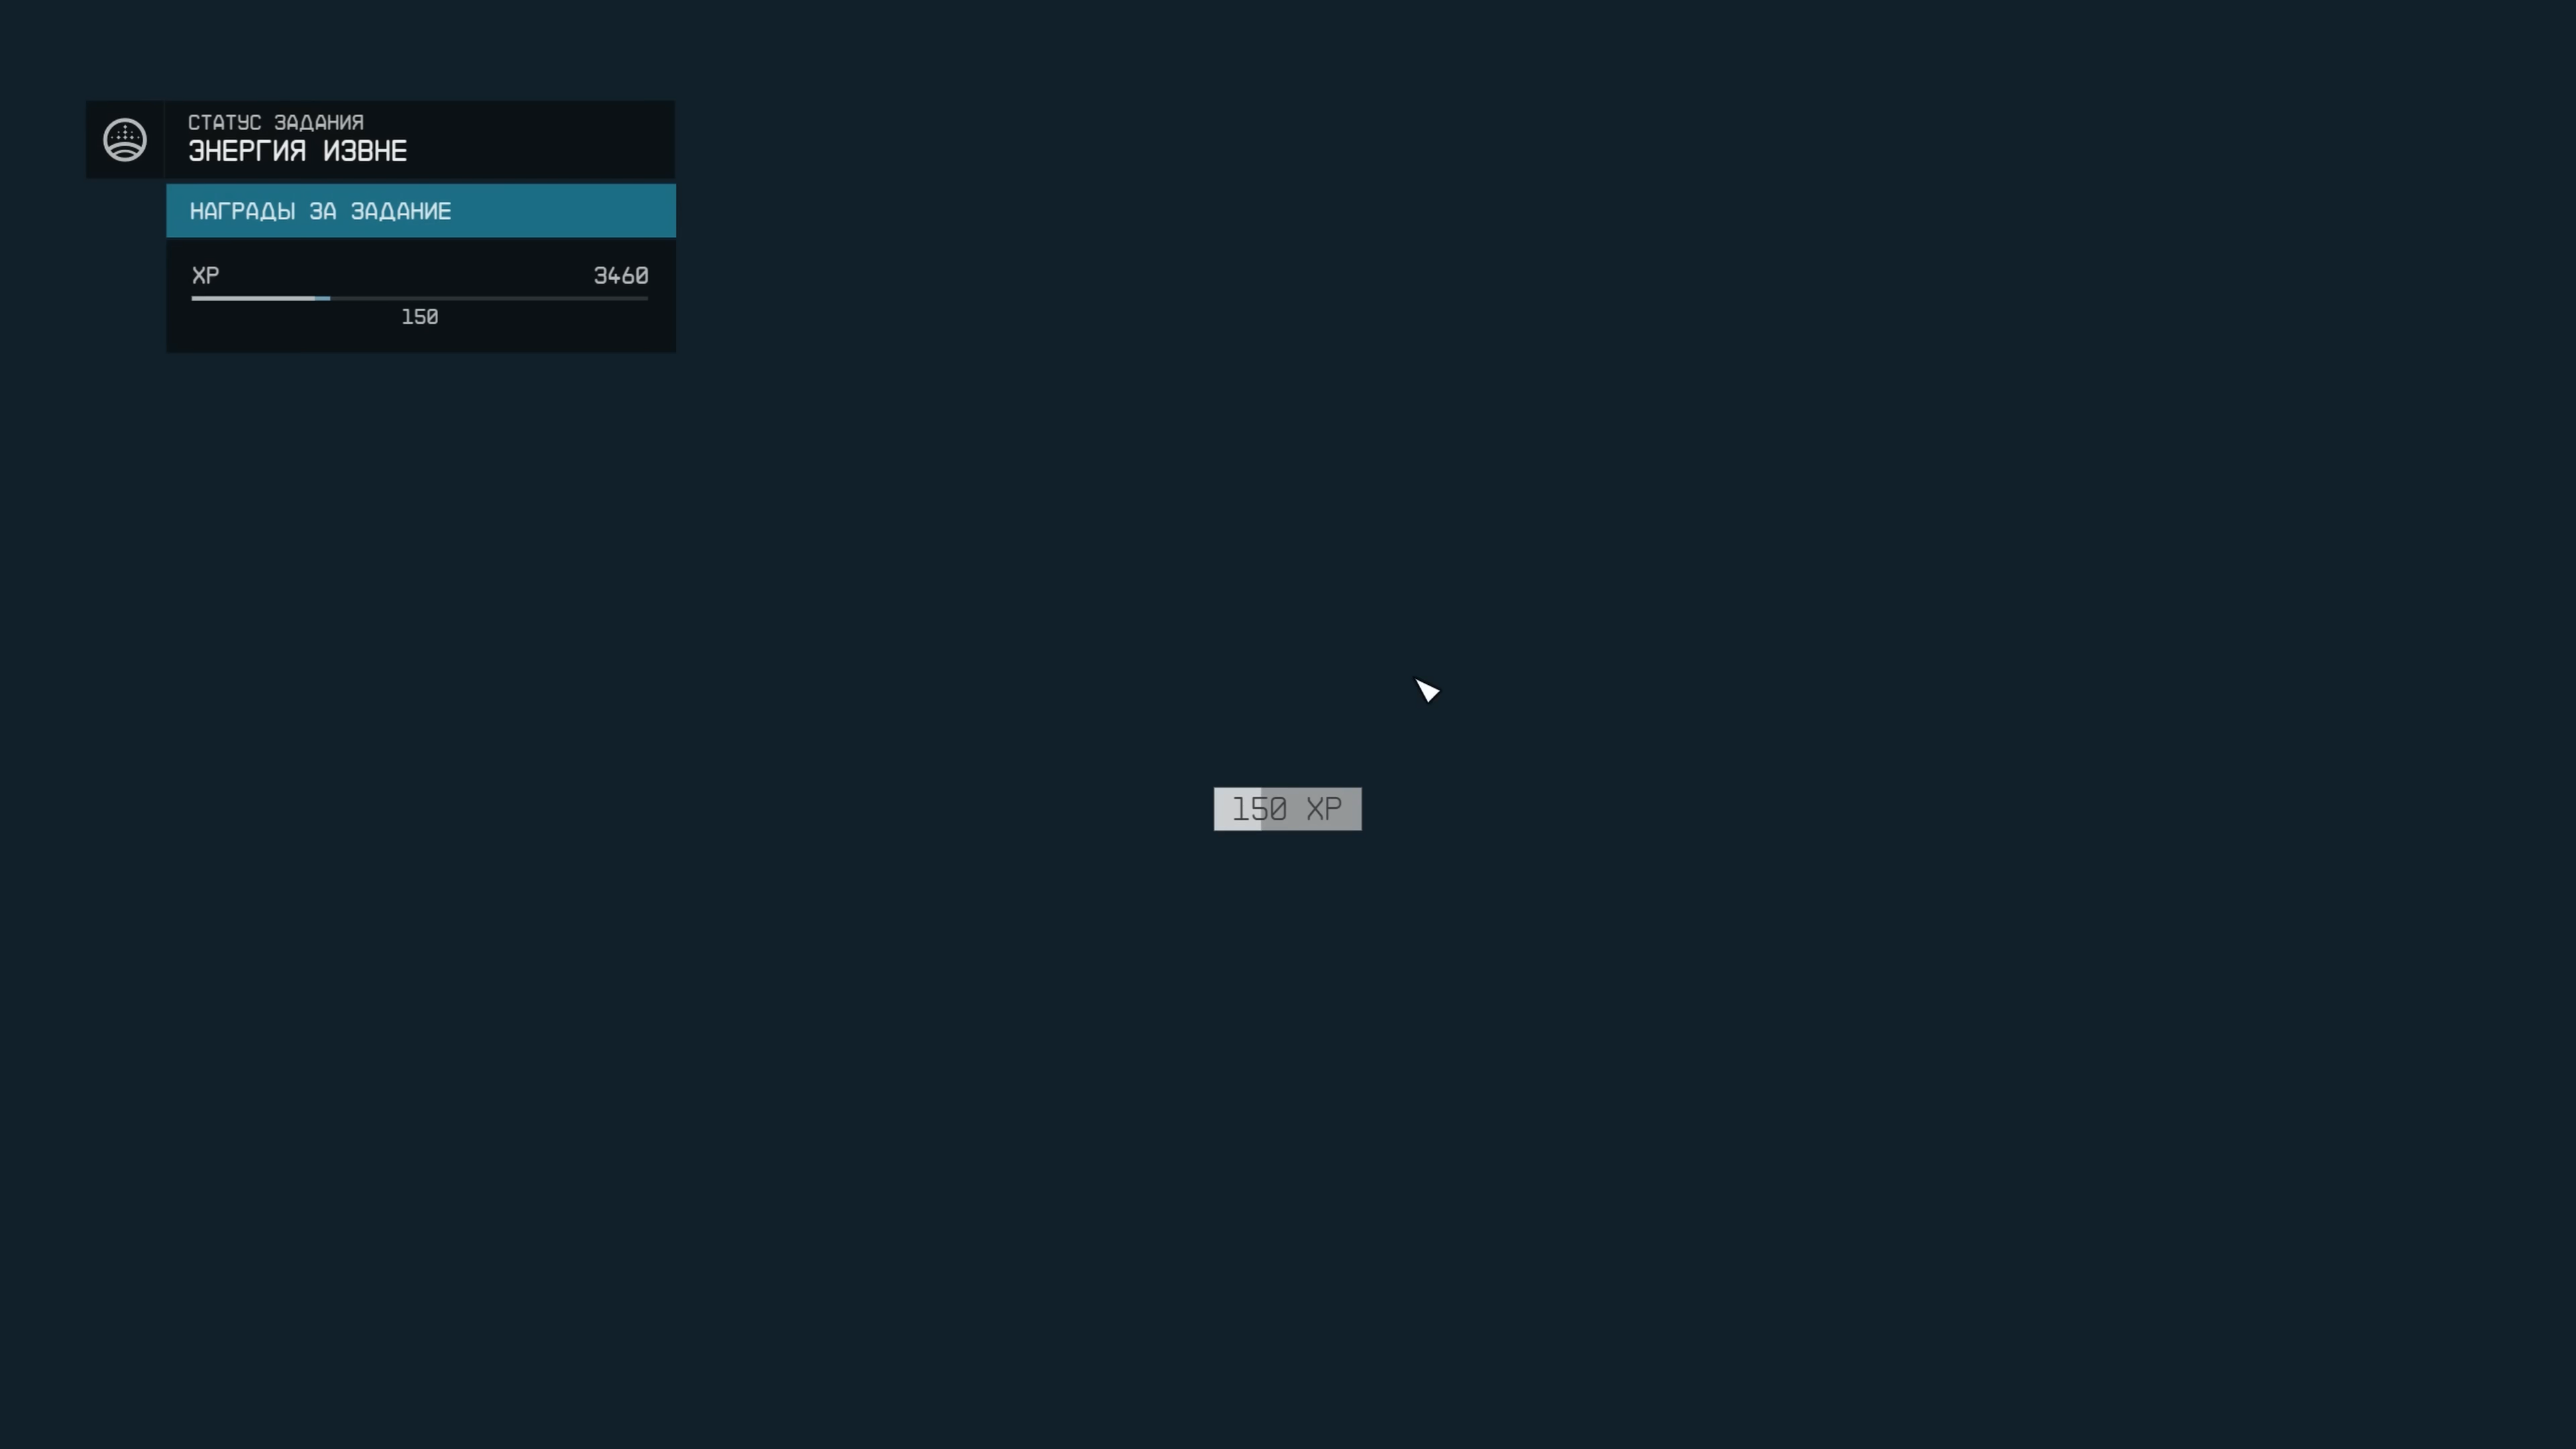 СТАТУС ЗАДАНИЯ
ЭНЕРГИЯ ИЗВНЕ
НАГРАДЫ ЗА ЗАДАНИЕ
XP 3460
150
150 XP